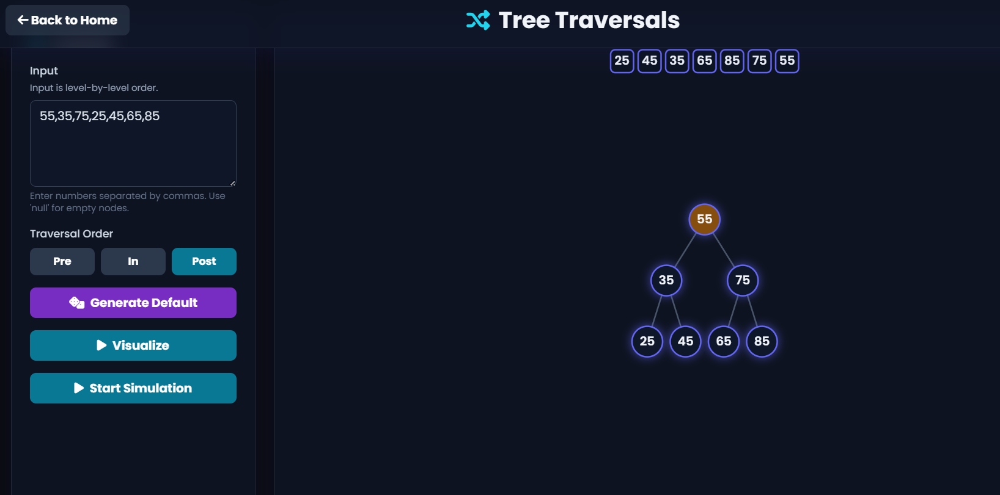 Back to Home
Tree Traversals
25 45 35 65 85 75 55
Input
Input is level-by-level order.
55,35,75,25,45,65,85
Enter numbers separated by commas. Use
'null' for empty nodes.
Traversal Order
Pre In Post
Generate Default
Visualize
Start Simulation
55
35 75
25 45 65 85